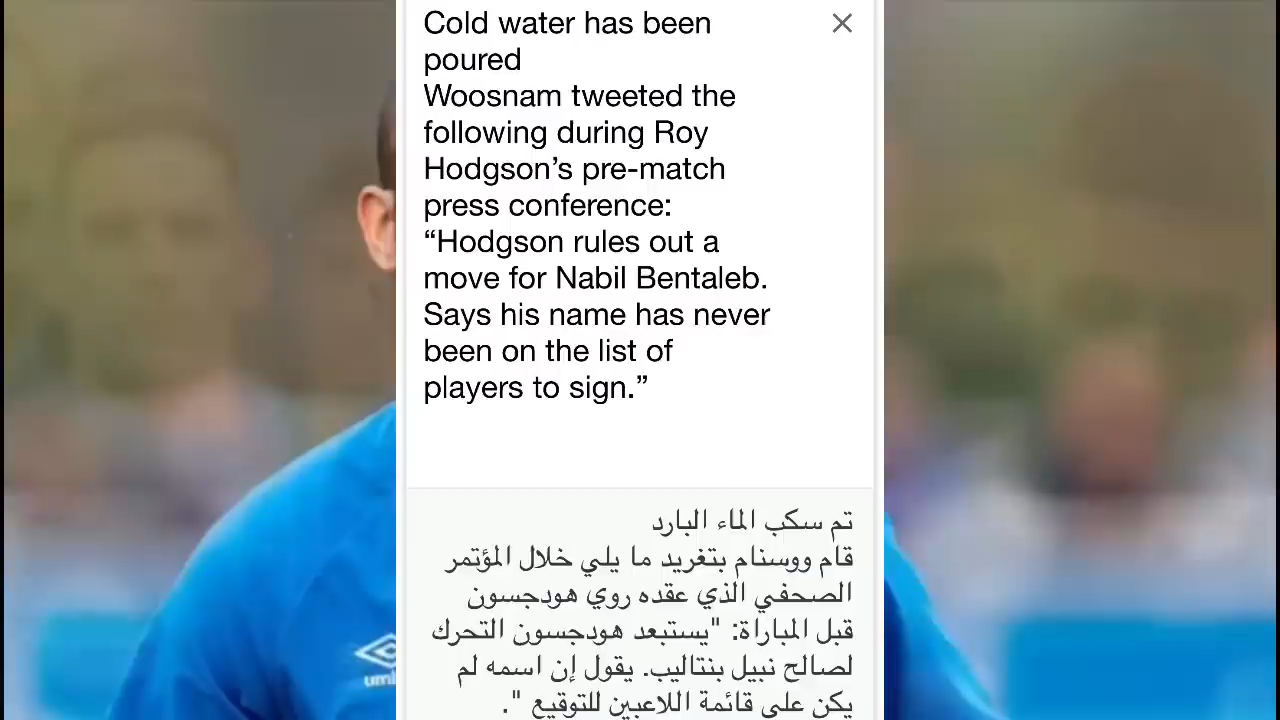 Cold water has been
poured
Woosnam tweeted the
following during Roy
Hodgson’s pre-match
press conference:
“Hodgson rules out a
move for Nabil Bentaleb.
Says his name has never
been on the list of
players to sign.”
تم سكب الماء البارد
قام ووسنام بتغريد ما يلي خلال المؤتمر
الصحفي الذي عقده روي هودجسون
قبل المباراة: "يستبعد هودجسون التحرك
لصالح نبيل بنتاليب. يقول إن اسمه لم
يكن على قائمة اللاعبين للتوقيع ".